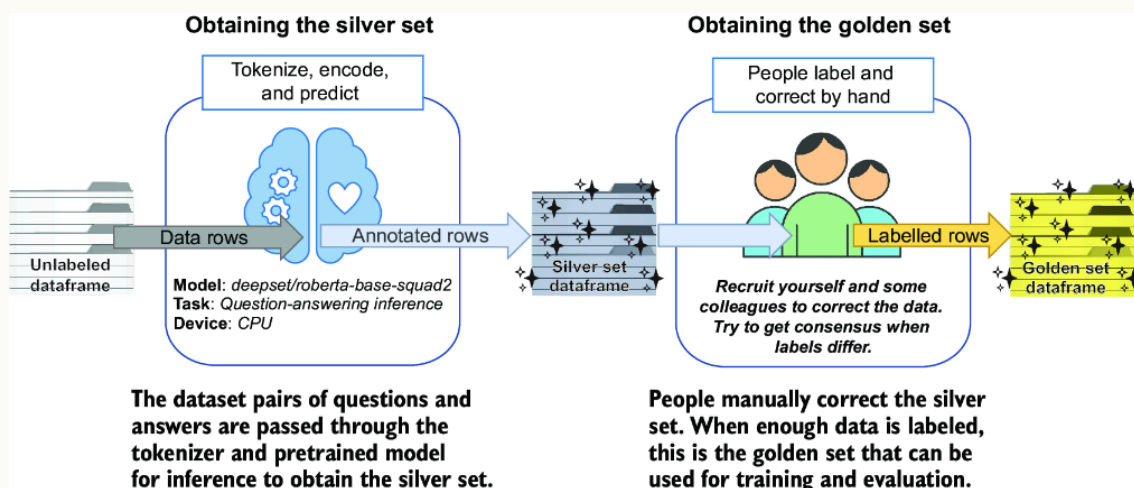 Obtaining the silver set
Tokenize, encode,
and predict
Data rows
Annotated rows
Unlabeled
dataframe
Model: deepset/roberta-base-squad2
Task: Question-answering inference
Device: CPU
Silver set
dataframe
The dataset pairs of questions and
answers are passed through the
tokenizer and pretrained model
for inference to obtain the silver set.
Obtaining the golden set
People label and
correct by hand
Labelled rows
Recruit yourself and some
colleagues to correct the data.
Try to get consensus when
labels differ.
Golden set
dataframe
People manually correct the silver
set. When enough data is labeled,
this is the golden set that can be
used for training and evaluation.